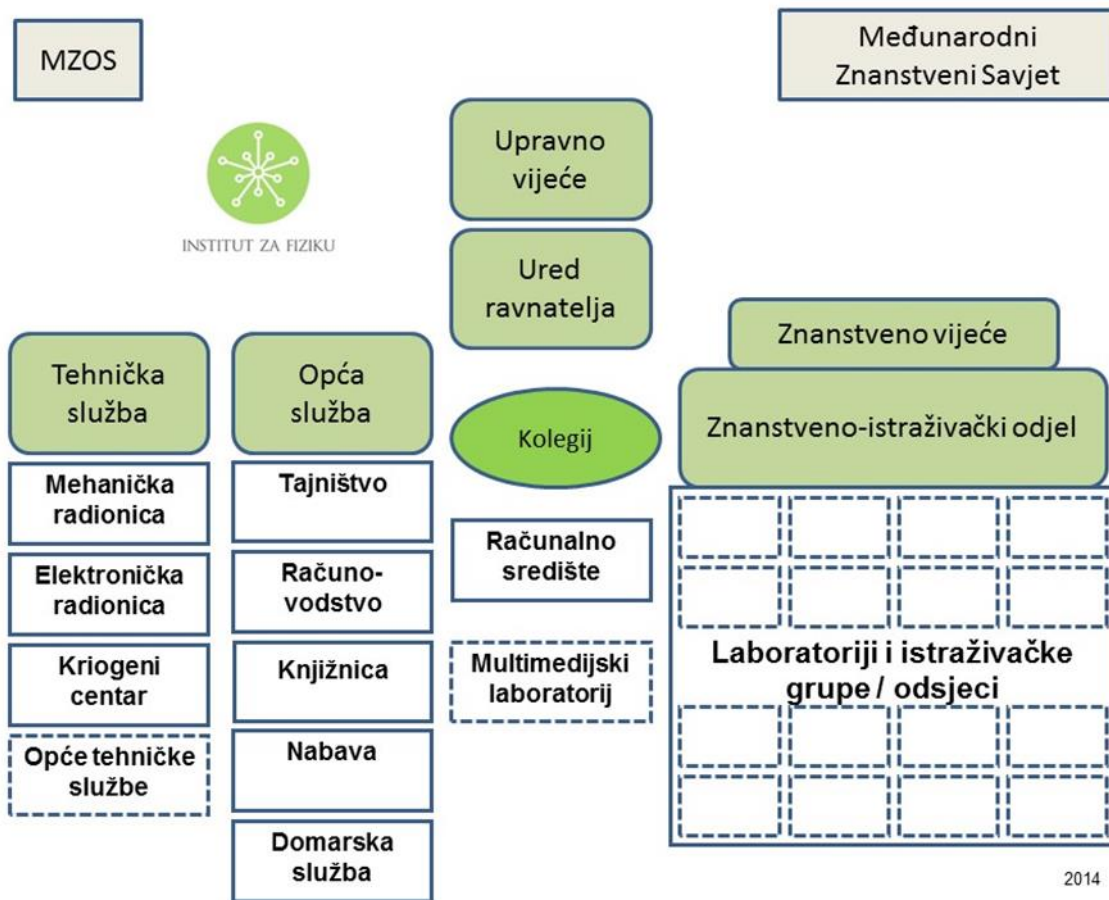 MZOS
Međunarodni
Znanstveni Savjet
INSTITUT ZA FIZIKU
Upravno
vijeće
Ured
ravnatelja
Tehnička
služba
Mehanička
radionica
Elektronička
radionica
Kriogeni
centar
Opće tehničke
službe
Opća
služba
Tajništvo
Računo-
vodstvo
Knjižnica
Nabava
Domarska
služba
Kolegij
Računalno
središte
Multimedijski
laboratorij
Znanstveno vijeće
Znanstveno-istraživački odjel
Laboratoriji i istraživačke
grupe / odsjeci
2014